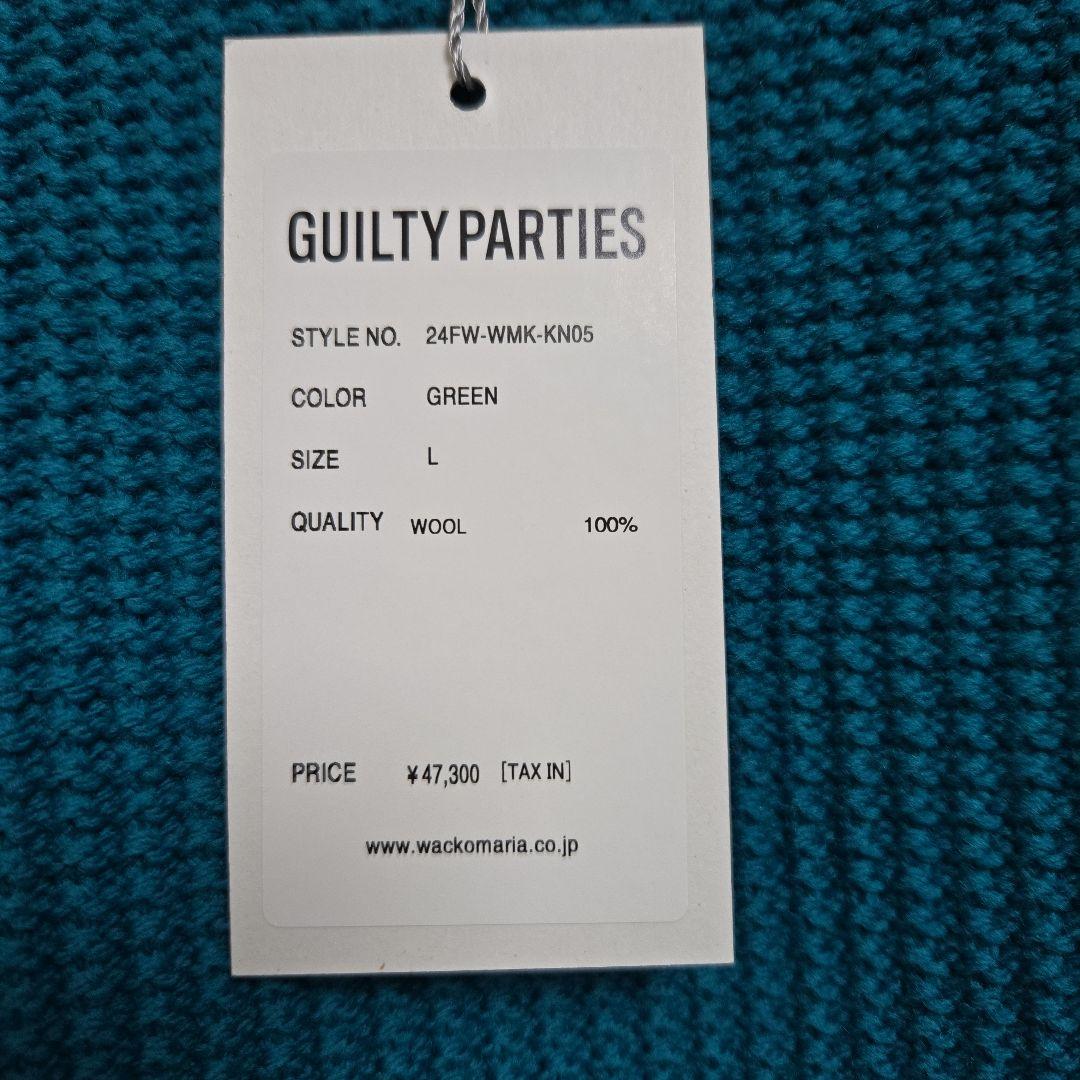 GUILTY PARTIES
STYLE NO. 24FW-WMK-KN05
COLOR GREEN
SIZE L
QUALITY WOOL 100%
PRICE ¥47,300 [TAX IN]
www.wackomaria.co.jp